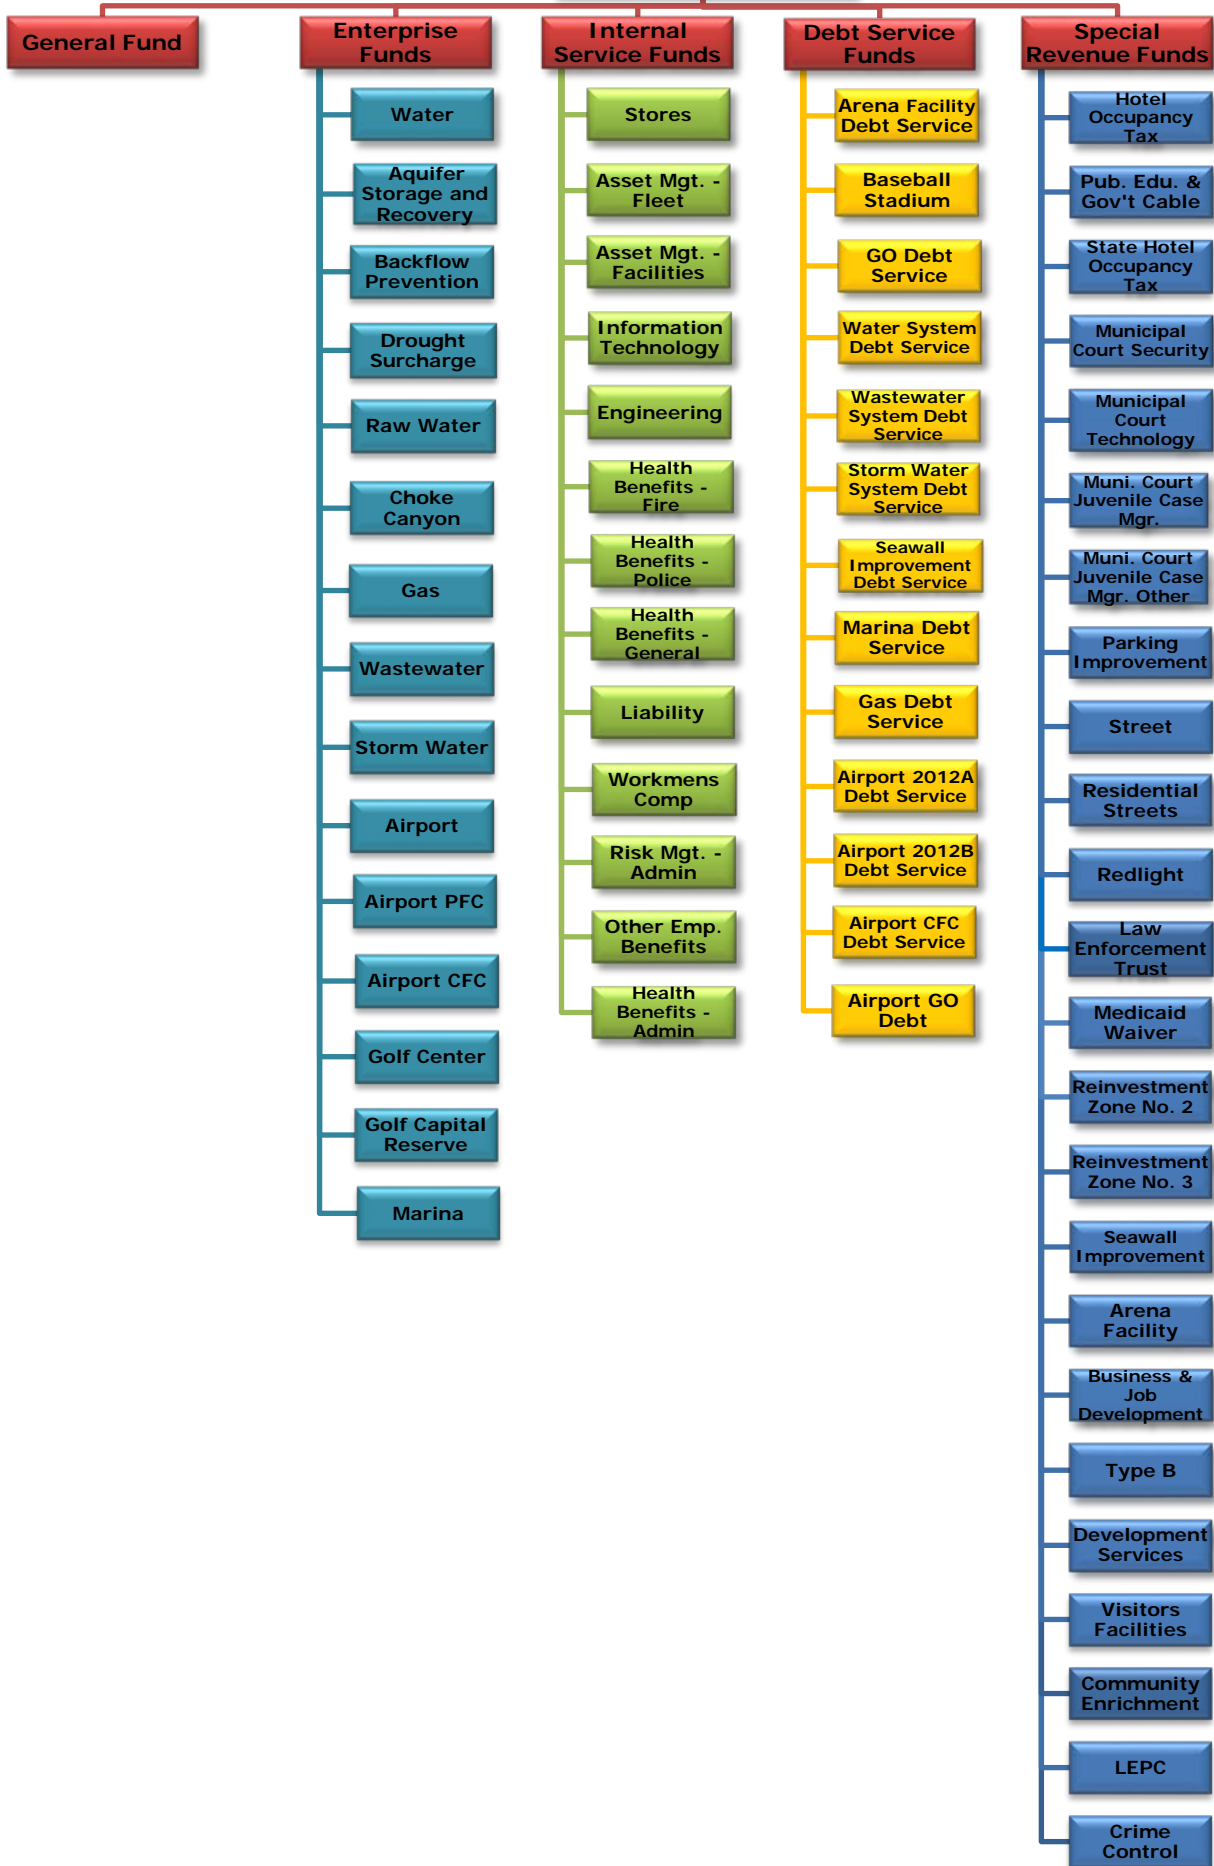 General Fund
Enterprise
Funds
Internal
Service Funds
Debt Service
Funds
Special
Revenue Funds
Water
Aquifer
Storage and
Recovery
Backflow
Prevention
Drought
Surcharge
Raw Water
Choke
Canyon
Gas
Wastewater
Storm Water
Airport
Airport PFC
Airport CFC
Golf Center
Golf Capital
Reserve
Marina
Stores
Asset Mgt. -
Fleet
Asset Mgt. -
Facilities
Information
Technology
Engineering
Health
Benefits -
Fire
Health
Benefits -
Police
Health
Benefits -
General
Liability
Workmens
Comp
Risk Mgt. -
Admin
Other Emp.
Benefits
Health
Benefits -
Admin
Arena Facility
Debt Service
Baseball
Stadium
GO Debt
Service
Water System
Debt Service
Wastewater
System Debt
Service
Storm Water
System Debt
Service
Seawall
Improvement
Debt Service
Marina Debt
Service
Gas Debt
Service
Airport 2012A
Debt Service
Airport 2012B
Debt Service
Airport CFC
Debt Service
Airport GO
Debt
Hotel
Occupancy
Tax
Pub. Edu. &
Gov't Cable
State Hotel
Occupancy
Tax
Municipal
Court Security
Municipal
Court
Technology
Muni. Court
Juvenile Case
Mgr.
Muni. Court
Juvenile Case
Mgr. Other
Parking
Improvement
Street
Residential
Streets
Redlight
Law
Enforcement
Trust
Medicaid
Waiver
Reinvestment
Zone No. 2
Reinvestment
Zone No. 3
Seawall
Improvement
Arena
Facility
Business &
Job
Development
Type B
Development
Services
Visitors
Facilities
Community
Enrichment
LEPC
Crime
Control